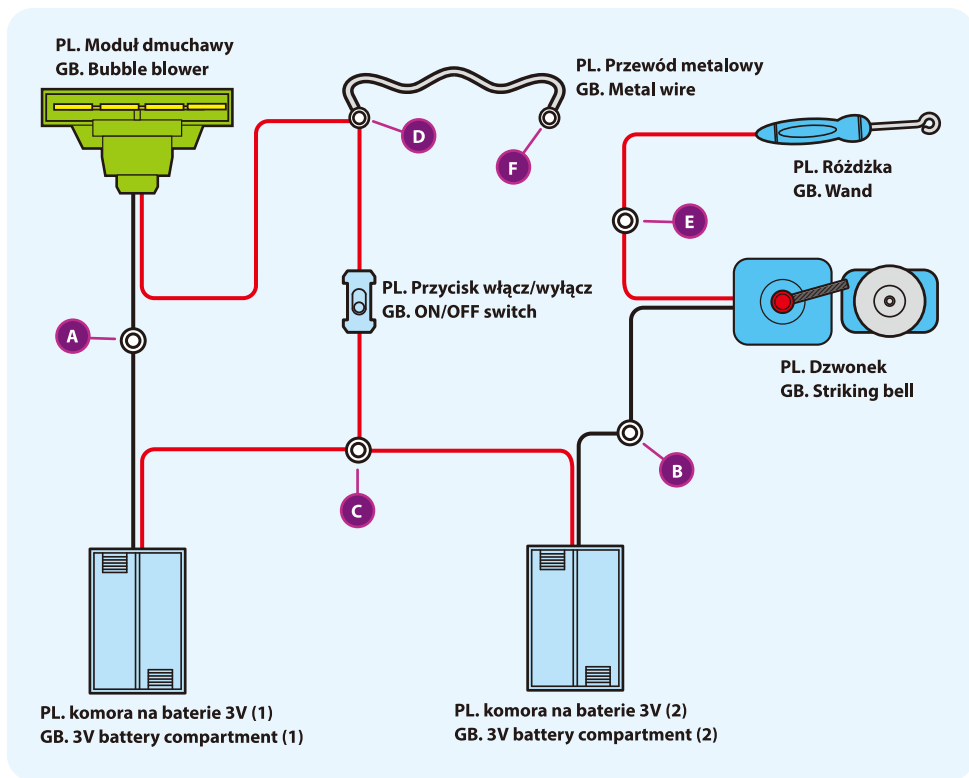 PL. Moduł dmuchawy
GB. Bubble blower
PL. Przewód metalowy
GB. Metal wire
D
F
PL. Różdżka
GB. Wand
E
PL. Przycisk włącz/wyłącz
GB. ON/OFF switch
A
PL. Dzwonek
GB. Striking bell
B
C
PL. komora na baterie 3V (1)
GB. 3V battery compartment (1)
PL. komora na baterie 3V (2)
GB. 3V battery compartment (2)